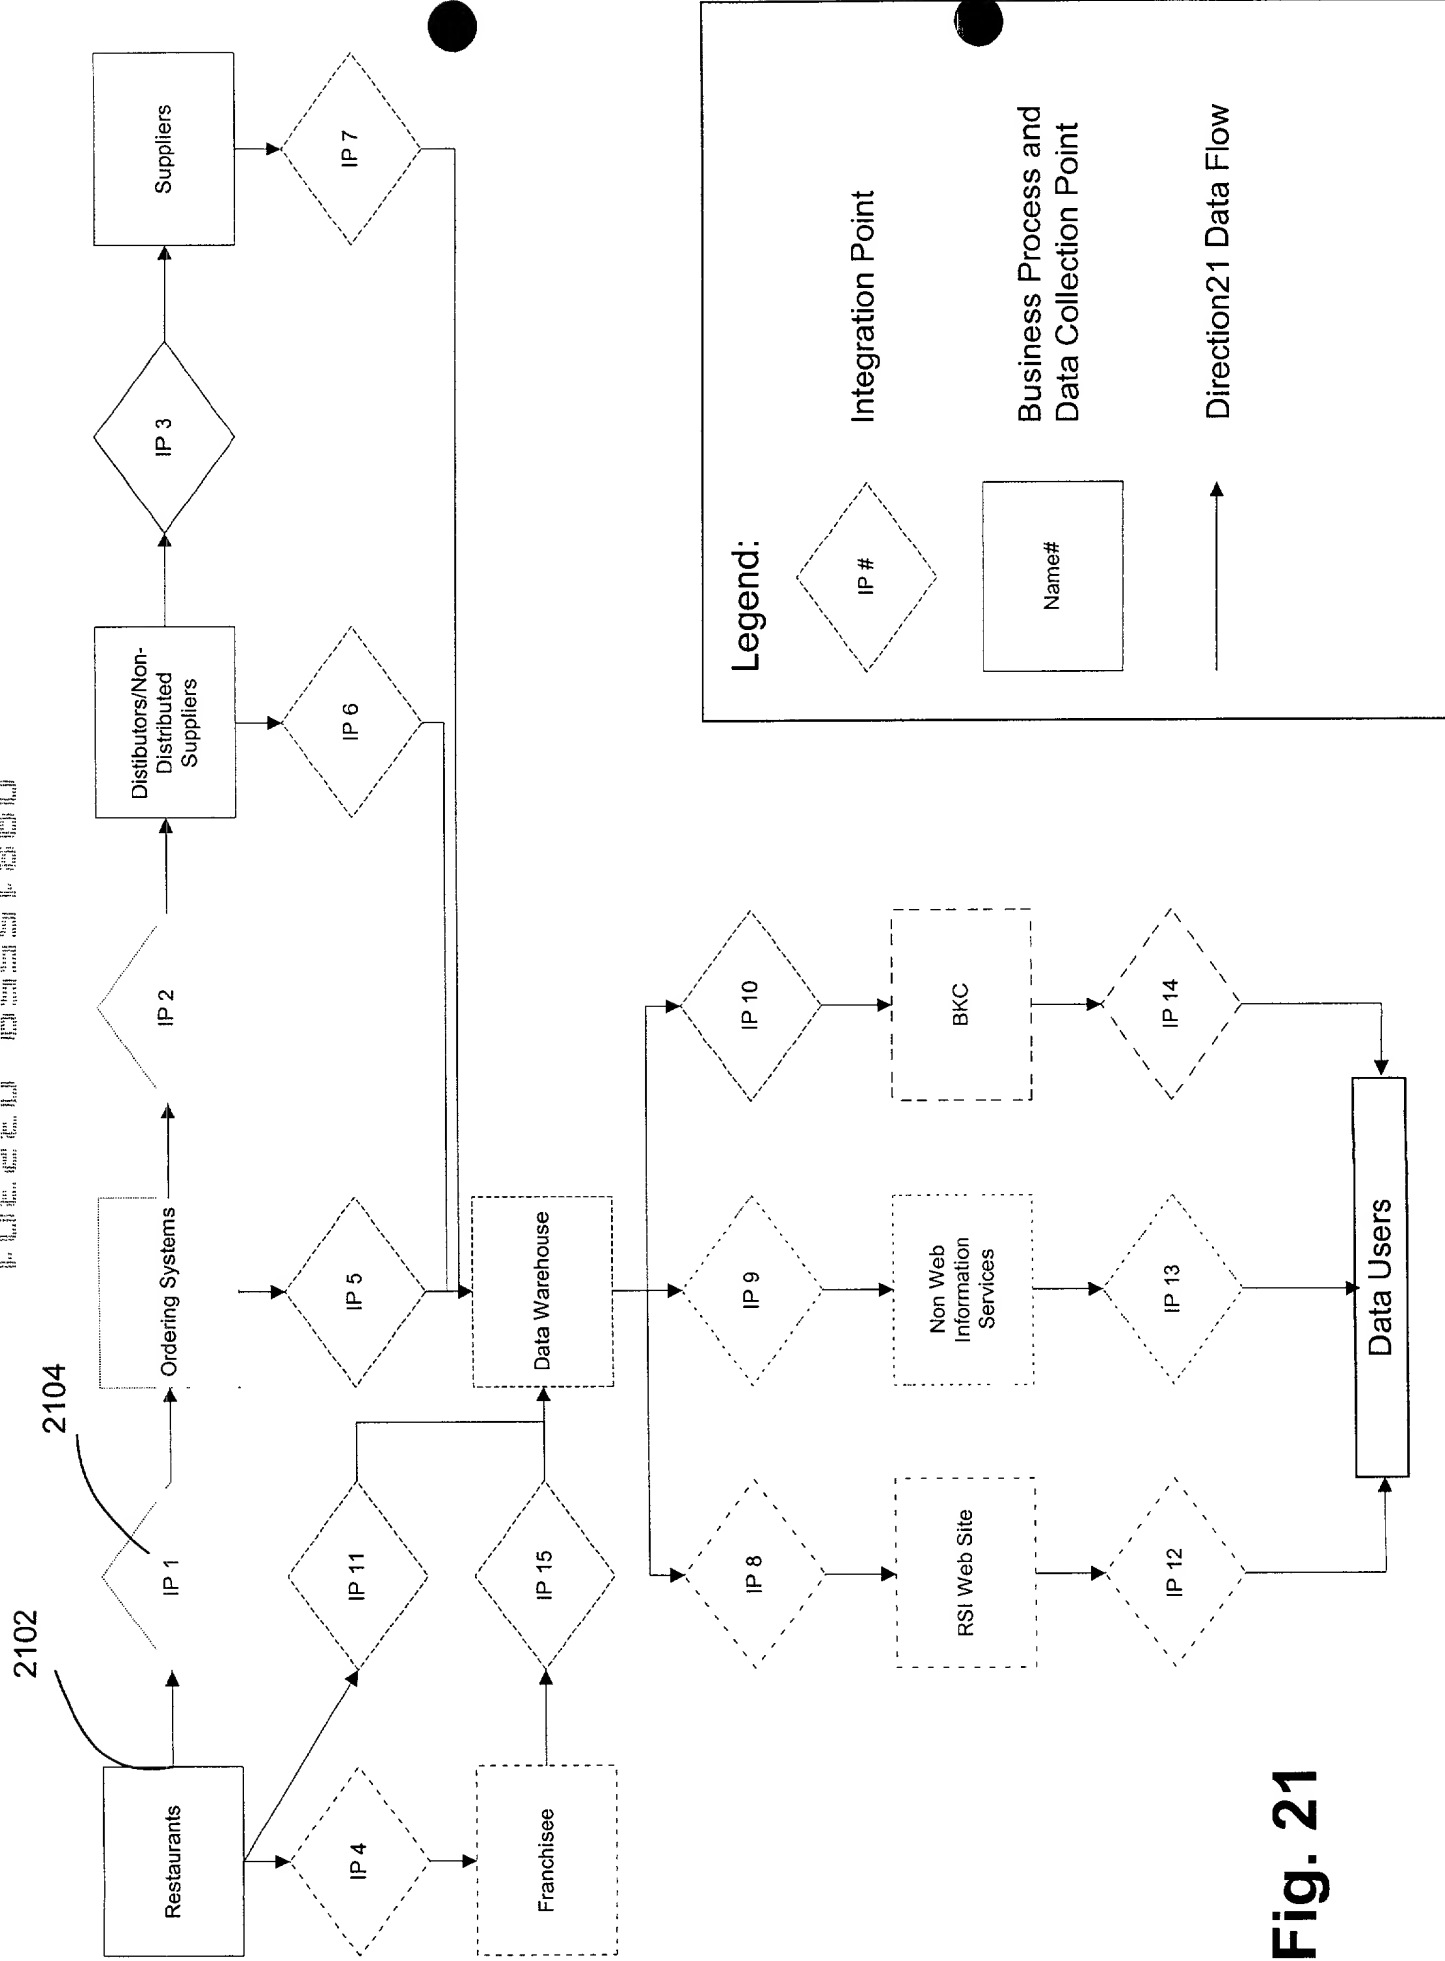 2102
2104
Restaurants
IP 1
Ordering Systems
IP 2
Distibutors/Non-
Distributed
Suppliers
IP 3
Suppliers
IP 4
IP 11
IP 5
IP 6
IP 7
Franchisee
IP 15
Data Warehouse
IP 8
IP 9
IP 10
RSI Web Site
Non Web
Information
Services
BKC
IP 12
IP 13
IP 14
Data Users
Legend:
IP #
Integration Point
Name#
Business Process and
Data Collection Point
Direction21 Data Flow
Fig. 21